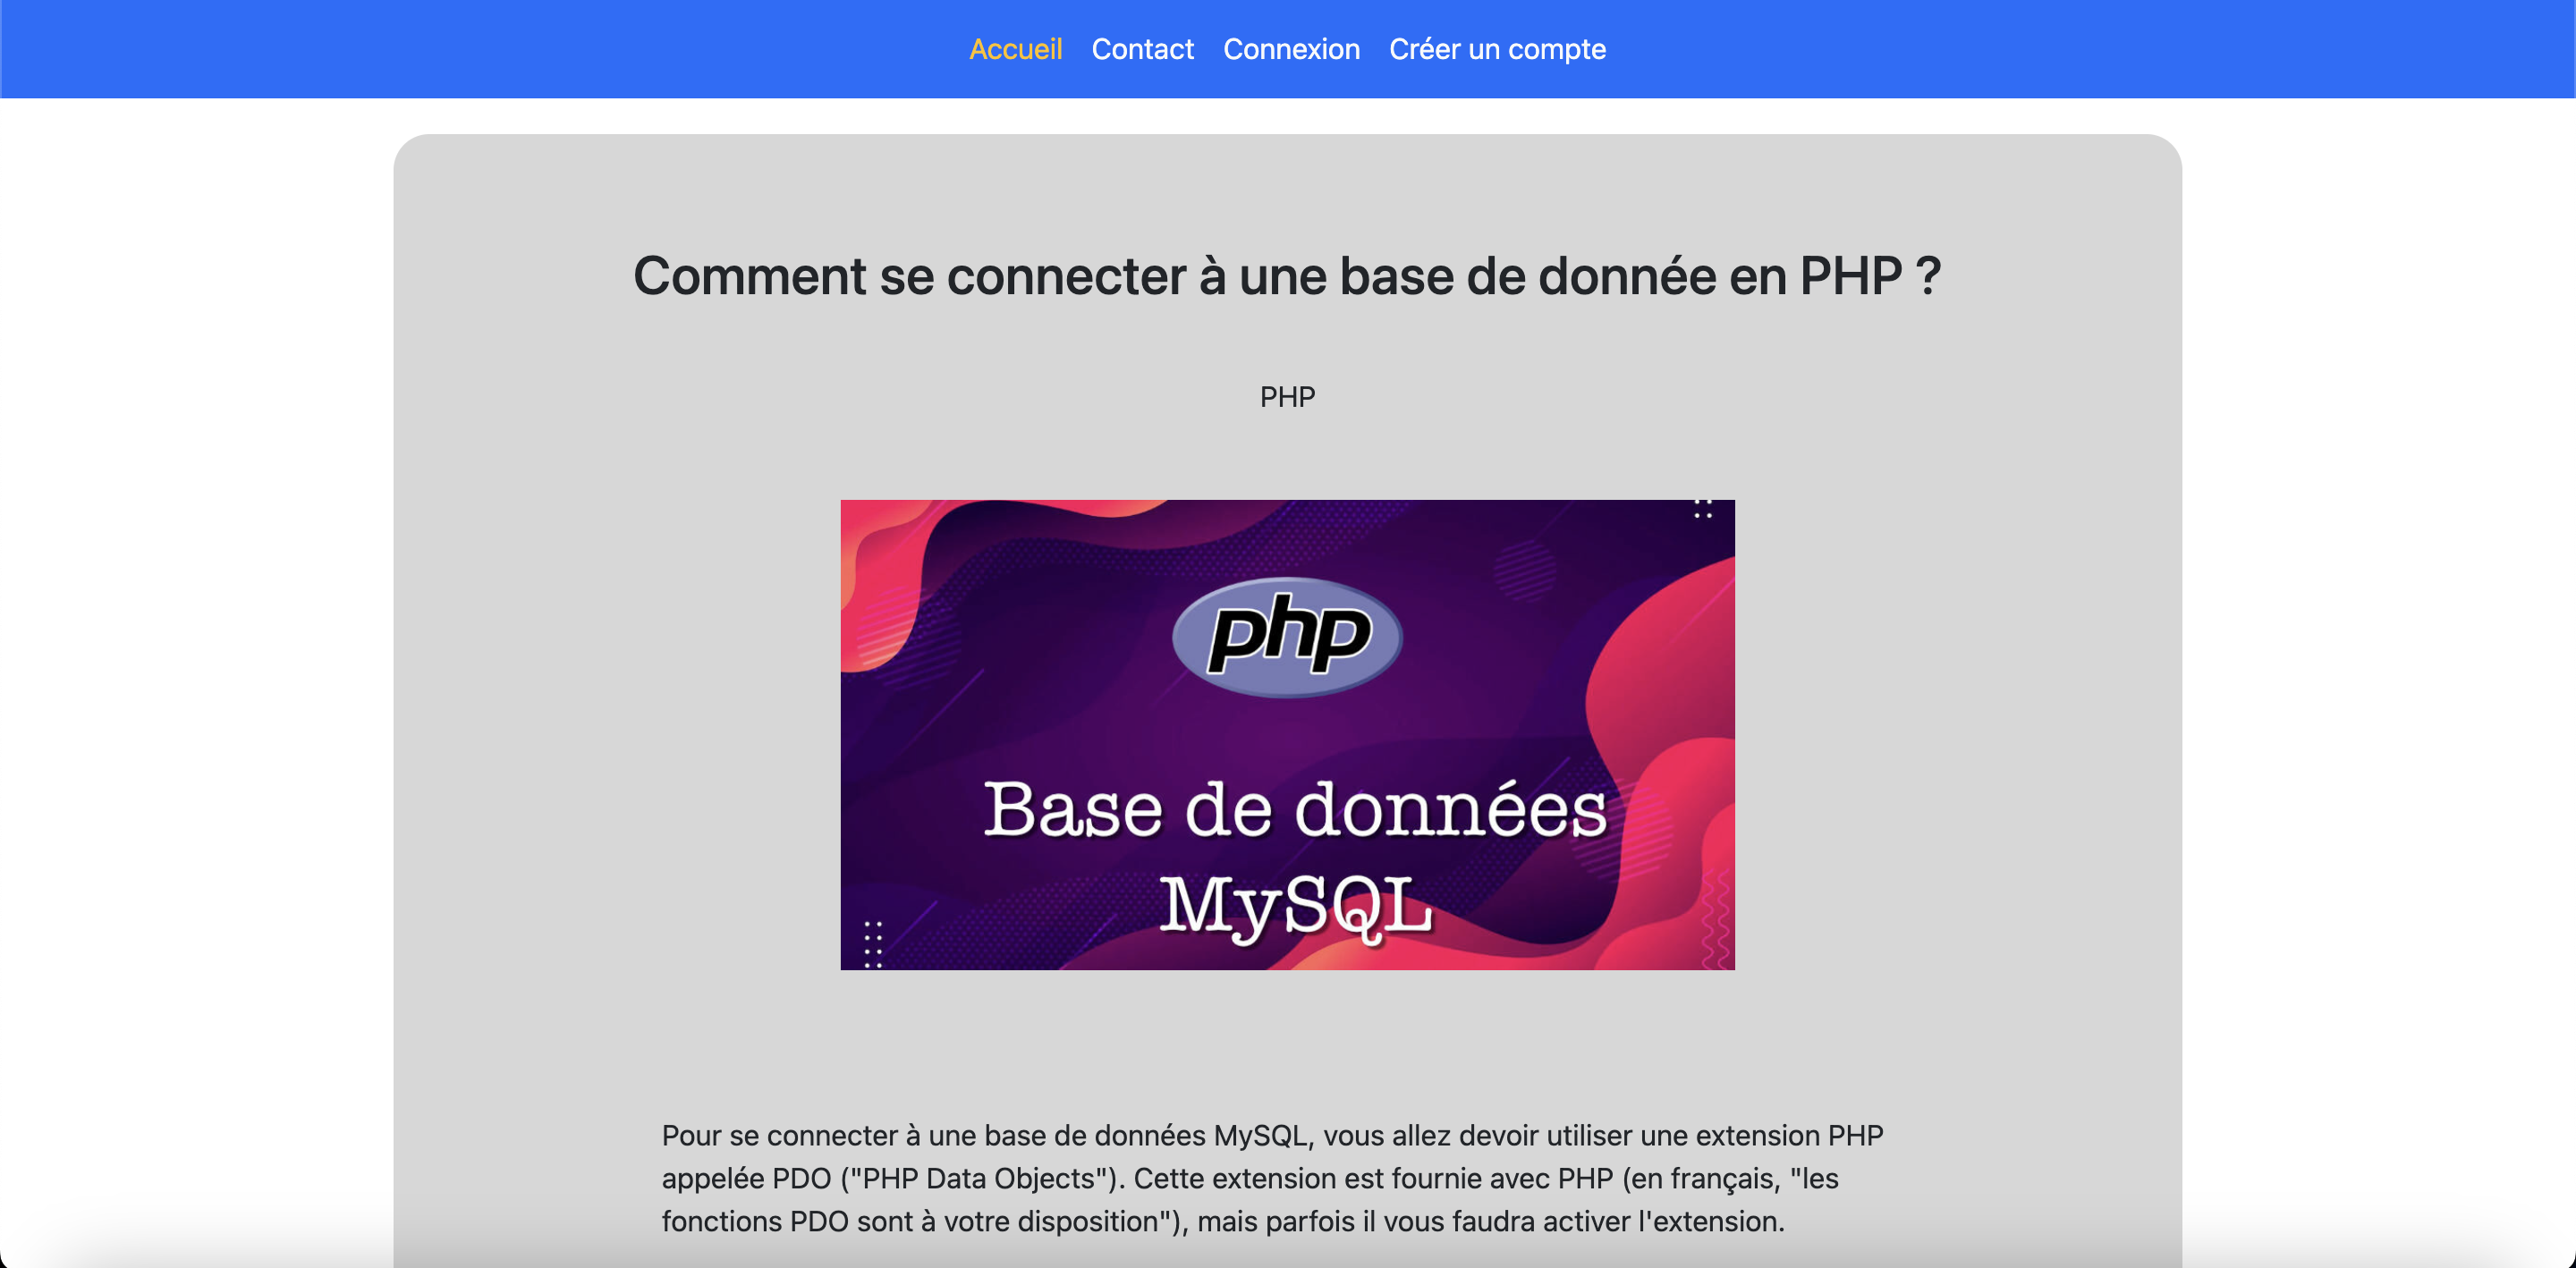 Accueil Contact Connexion Créer un compte
Comment se connecter à une base de donnée en PHP ?
PHP
php
Base de données
MySQL
Pour se connecter à une base de données MySQL, vous allez devoir utiliser une extension PHP
appelée PDO ("PHP Data Objects"). Cette extension est fournie avec PHP (en français, "les
fonctions PDO sont à votre disposition"), mais parfois il vous faudra activer l'extension.